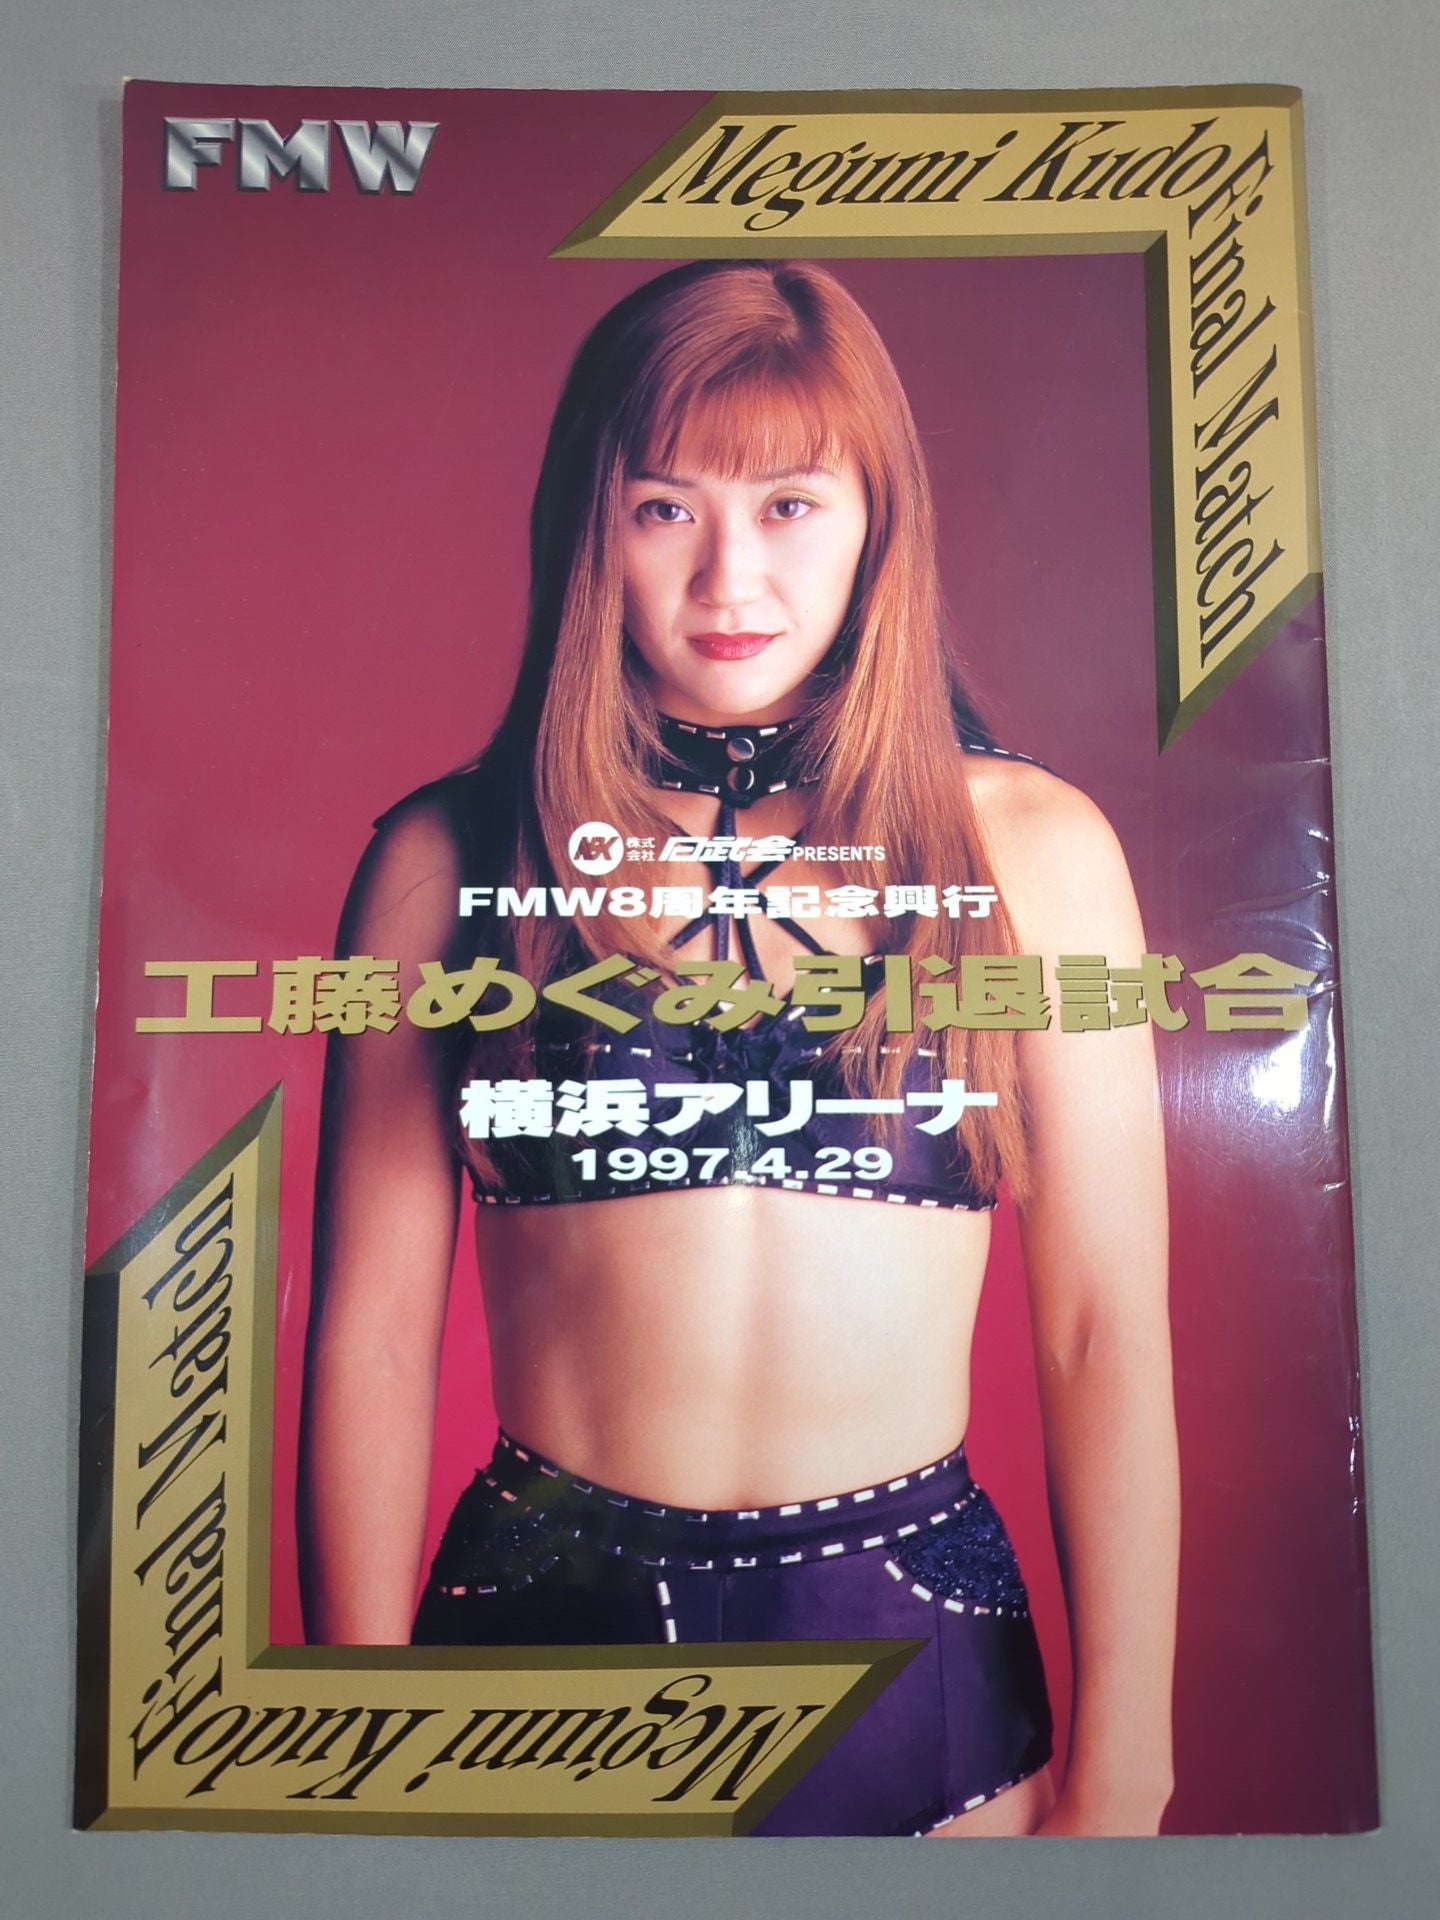 FMW
Megumi Kudo
Final Match
NBK 株式会社 日武会 PRESENTS
FMW8周年記念興行
工藤めぐみ引退試合
横浜アリーナ
1997.4.29
Megumi Kudo
Final Match